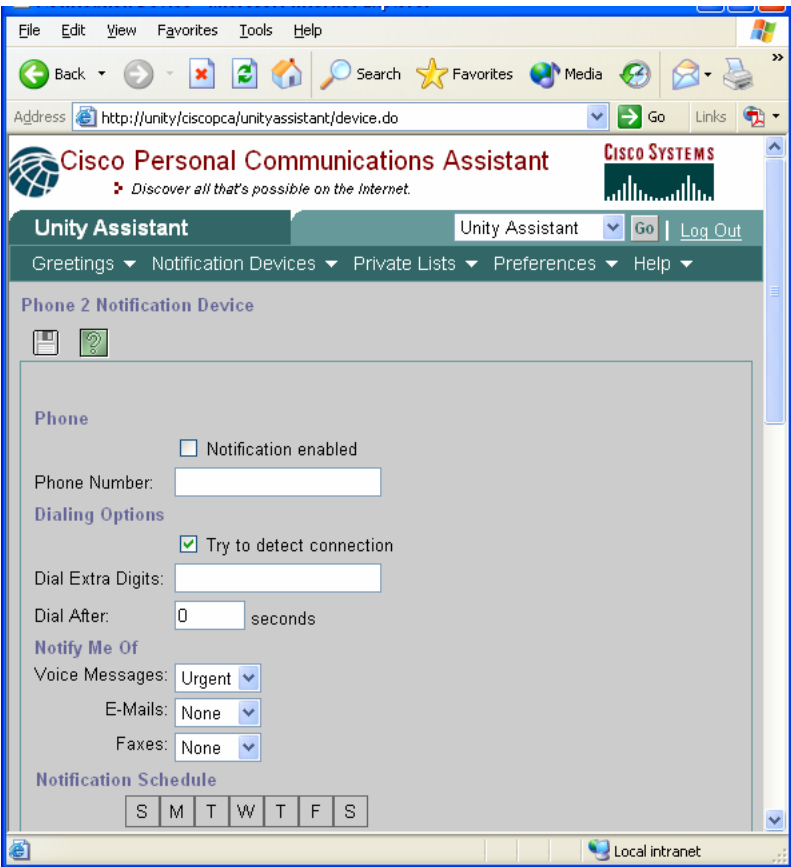 File Edit View Favorites Tools Help
Back Search Favorites Media »
Address http://unity/ciscopca/unityassistant/device.do Go Links
Cisco Personal Communications Assistant CISCO SYSTEMS
Discover all that's possible on the Internet.
Unity Assistant Unity Assistant Go | Log Out
Greetings Notification Devices Private Lists Preferences Help
Phone 2 Notification Device
?
Phone
Notification enabled
Phone Number:
Dialing Options
Try to detect connection
Dial Extra Digits:
Dial After: 0 seconds
Notify Me Of
Voice Messages: Urgent
E-Mails: None
Faxes: None
Notification Schedule
S M T W T F S
Local intranet